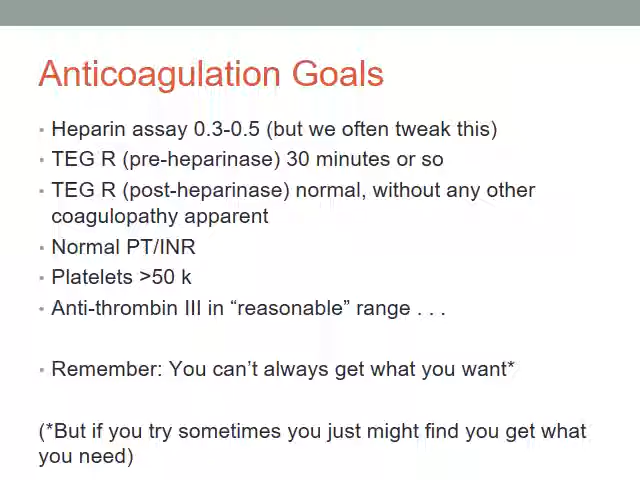 Anticoagulation Goals
• Heparin assay 0.3-0.5 (but we often tweak this)
• TEG R (pre-heparinase) 30 minutes or so
• TEG R (post-heparinase) normal, without any other
coagulopathy apparent
• Normal PT/INR
• Platelets >50 k
• Anti-thrombin III in “reasonable” range . . .
• Remember: You can’t always get what you want*
(*But if you try sometimes you just might find you get what
you need)